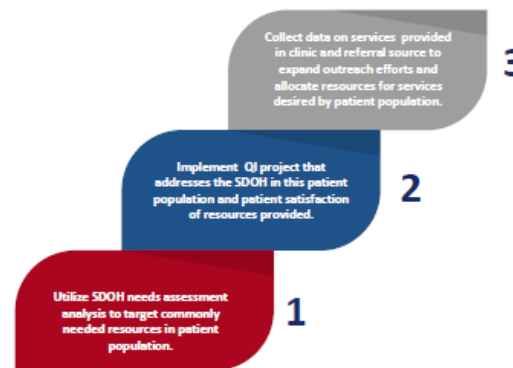 Collect data on services provided
in clinic and referral source to
expand outreach efforts and
allocate resources for services
desired by patient population.
3
Implement QI project that
addresses the SDOH in this patient
population and patient satisfaction
of resources provided.
2
Utilize SDOH needs assessment
analysis to target commonly
needed resources in patient
population.
1